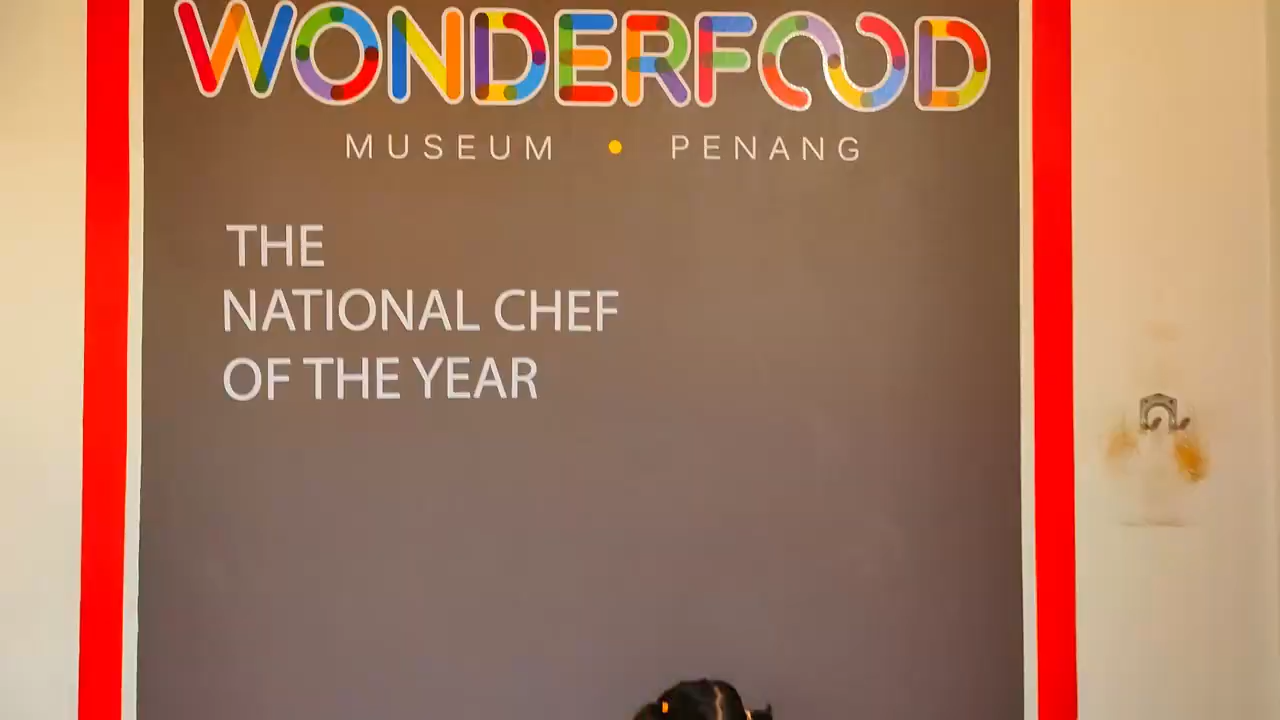 WONDERFOOD
MUSEUM • PENANG
THE
NATIONAL CHEF
OF THE YEAR